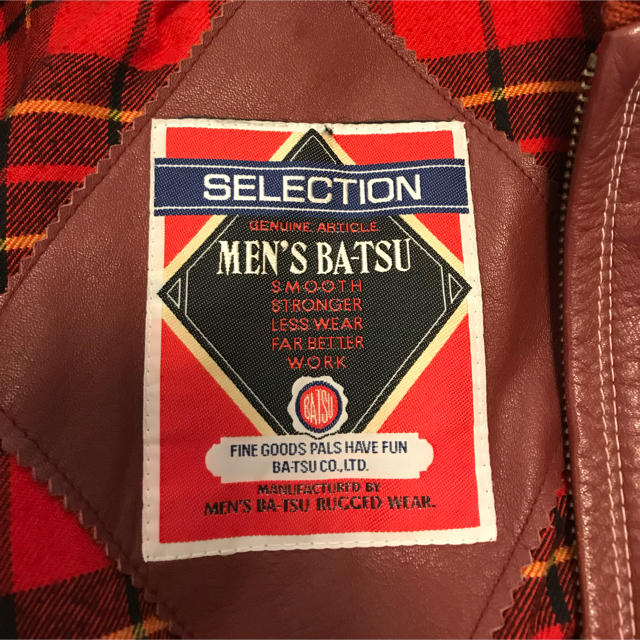 SELECTION
GENUINE ARTICLE
MEN'S BA-TSU
SMOOTH
STRONGER
LESS WEAR
FAR BETTER
WORK
BA-TSU
FINE GOODS PALS HAVE FUN
BA-TSU CO.,LTD.
MANUFACTURED BY
MEN'S BA-TSU RUGGED WEAR.